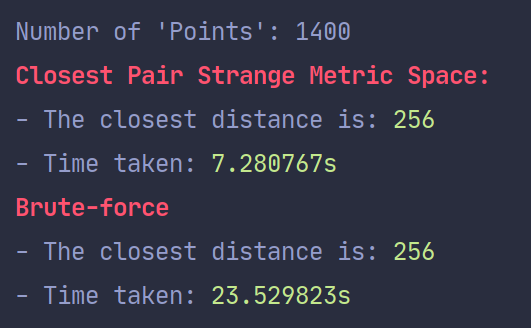 Number of 'Points': 1400
Closest Pair Strange Metric Space:
- The closest distance is: 256
- Time taken: 7.280767s
Brute-force
- The closest distance is: 256
- Time taken: 23.529823s